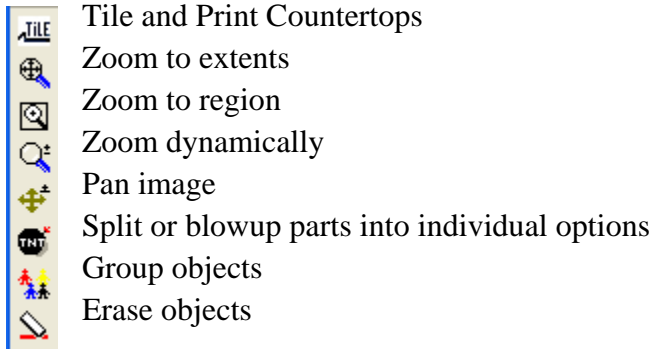 TiLE Tile and Print Countertops
Zoom to extents
Zoom to region
Zoom dynamically
Pan image
TNT Split or blowup parts into individual options
Group objects
Erase objects